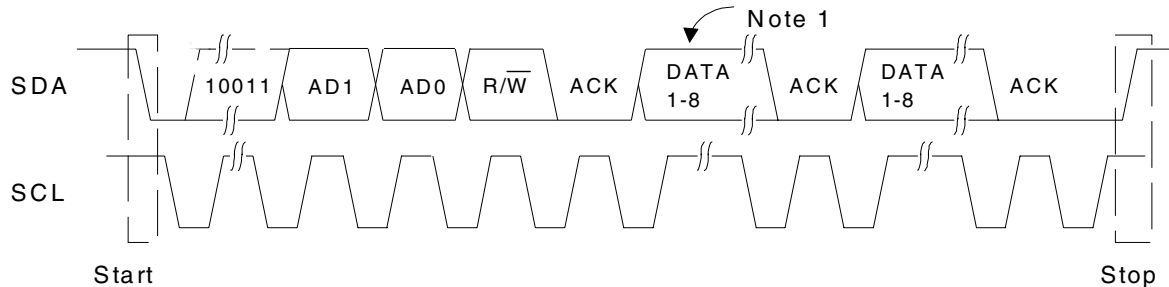 Note 1
SDA
10011 AD1 AD0 R/W̅ ACK DATA 1-8 ACK DATA 1-8 ACK
SCL
Start
Stop